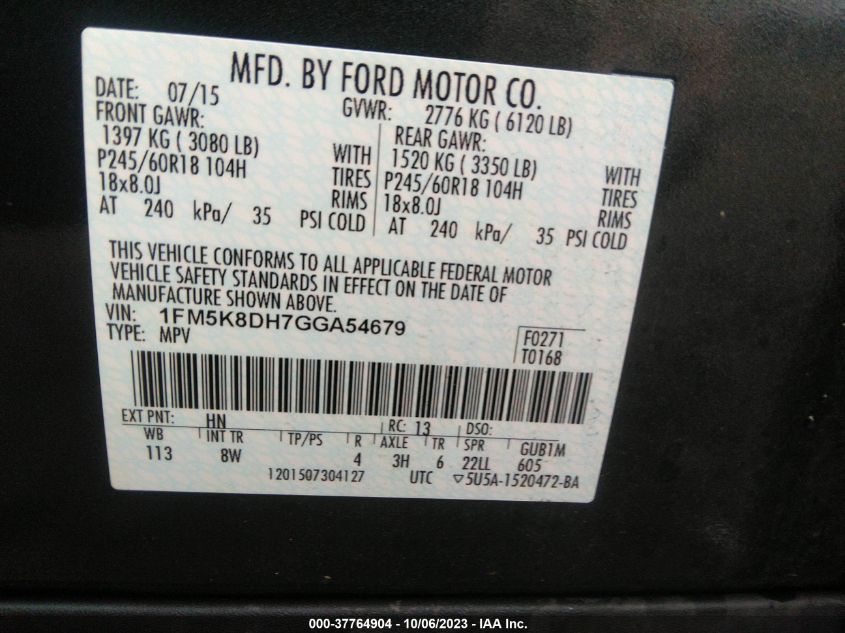 MFD. BY FORD MOTOR CO.
DATE: 07/15 GVWR: 2776 KG ( 6120 LB)
FRONT GAWR: REAR GAWR:
1397 KG ( 3080 LB) WITH 1520 KG ( 3350 LB) WITH
P245/60R18 104H TIRES P245/60R18 104H TIRES
18x8.0J RIMS 18x8.0J RIMS
AT 240 kPa/ 35 PSI COLD AT 240 kPa/ 35 PSI COLD
THIS VEHICLE CONFORMS TO ALL APPLICABLE FEDERAL MOTOR
VEHICLE SAFETY STANDARDS IN EFFECT ON THE DATE OF
MANUFACTURE SHOWN ABOVE.
VIN: 1FM5K8DH7GGA54679
TYPE: MPV
F0271
T0168
EXT PNT: HN RC: 13 DSO:
WB INT TR TP/PS R AXLE TR SPR GUB1M
113 8W 4 3H 6 22LL 605
1201507304127 UTC ▽5U5A-1520472-BA
000-37764904 - 10/06/2023 - IAA Inc.